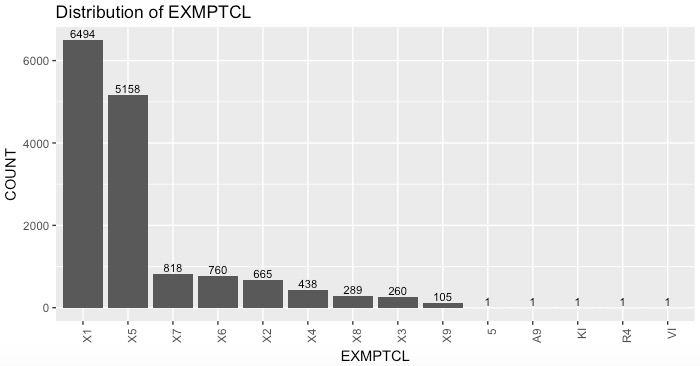 Distribution of EXMPTCL
6494
5158
818
760
665
438
289
260
105
1
1
1
1
1
6000
4000
2000
0
COUNT
X1
X5
X7
X6
X2
X4
X8
X3
X9
5
A9
KI
R4
VI
EXMPTCL